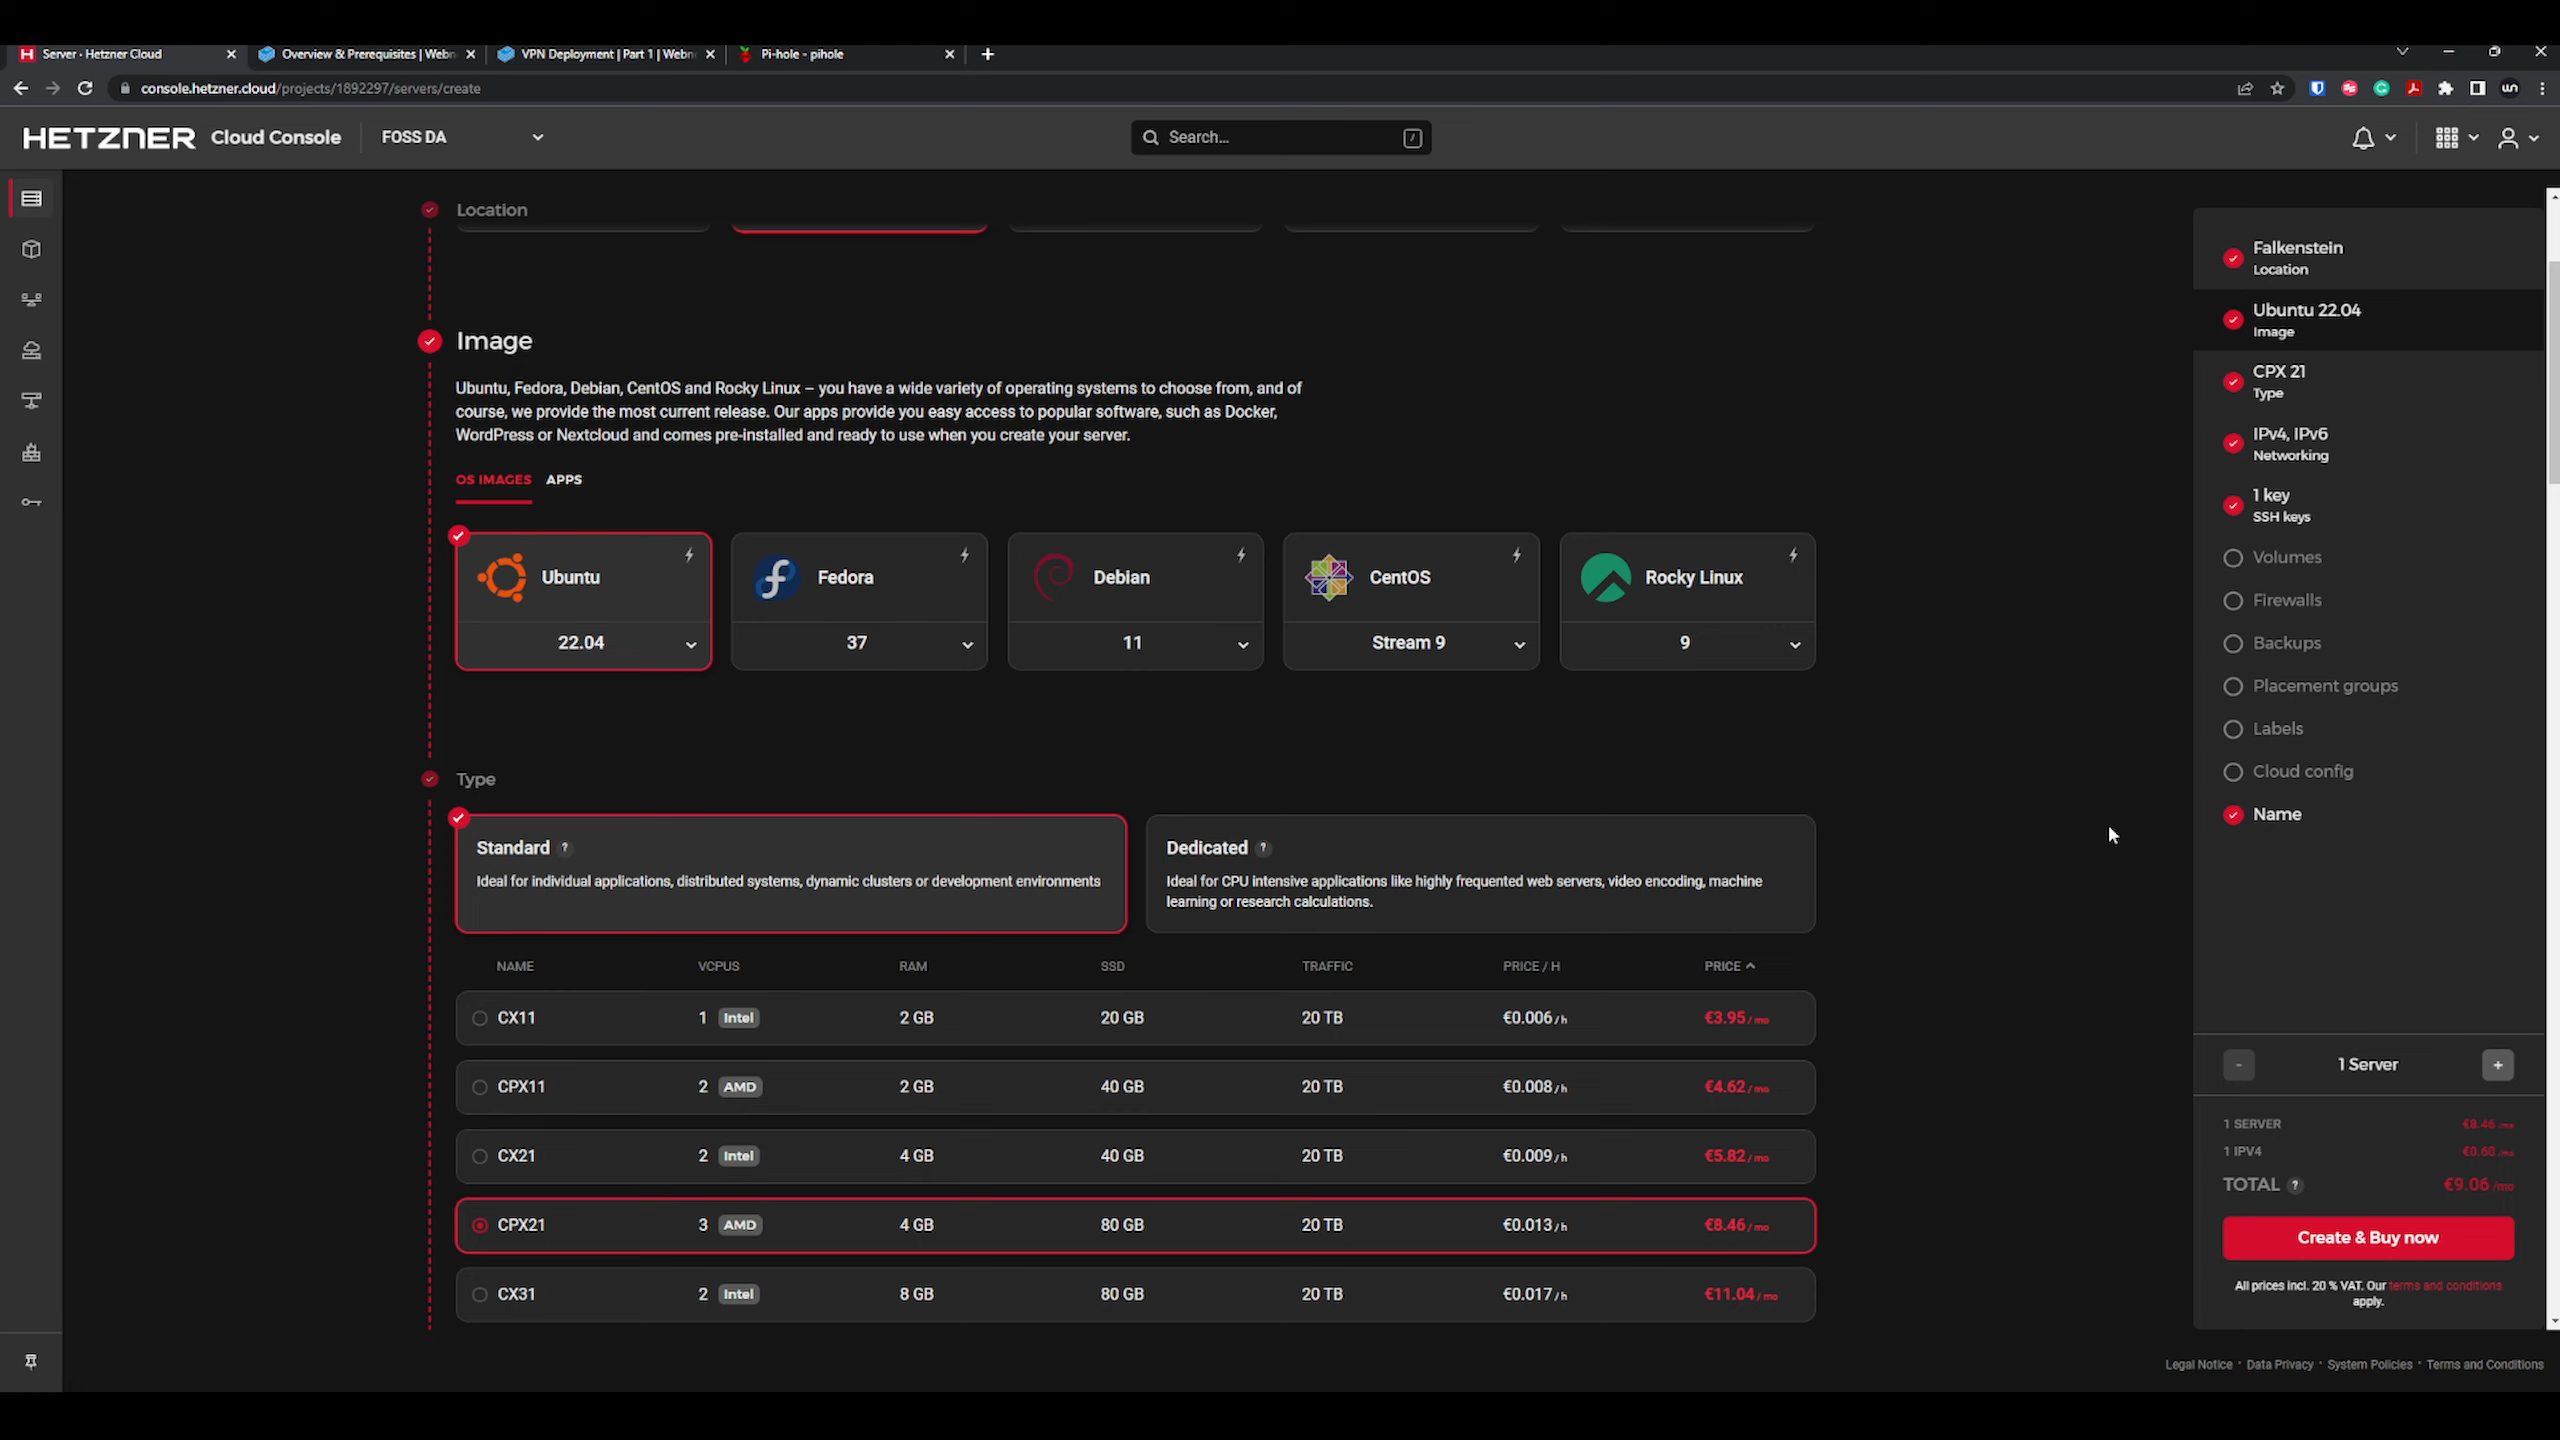 Server · Hetzner Cloud
Overview & Prerequisites | Webn
VPN Deployment | Part 1 | Webn
Pi-hole - pihole
console.hetzner.cloud/projects/1892297/servers/create
HETZNER Cloud Console
FOSS DA
Search...
/
Location
Image
Ubuntu, Fedora, Debian, CentOS and Rocky Linux – you have a wide variety of operating systems to choose from, and of
course, we provide the most current release. Our apps provide you easy access to popular software, such as Docker,
WordPress or Nextcloud and comes pre-installed and ready to use when you create your server.
OS IMAGES APPS
Ubuntu
22.04
Fedora
37
Debian
11
CentOS
Stream 9
Rocky Linux
9
Type
Standard ?
Ideal for individual applications, distributed systems, dynamic clusters or development environments
Dedicated ?
Ideal for CPU intensive applications like highly frequented web servers, video encoding, machine
learning or research calculations.
NAME VCPUS RAM SSD TRAFFIC PRICE / H PRICE
CX11 1 Intel 2 GB 20 GB 20 TB €0.006/h €3.95/mo
CPX11 2 AMD 2 GB 40 GB 20 TB €0.008/h €4.62/mo
CX21 2 Intel 4 GB 40 GB 20 TB €0.009/h €5.82/mo
CPX21 3 AMD 4 GB 80 GB 20 TB €0.013/h €8.46/mo
CX31 2 Intel 8 GB 80 GB 20 TB €0.017/h €11.04/mo
Falkenstein
Location
Ubuntu 22.04
Image
CPX 21
Type
IPv4, IPv6
Networking
1 key
SSH keys
Volumes
Firewalls
Backups
Placement groups
Labels
Cloud config
Name
- 1 Server +
1 SERVER €8.46 /mo
1 IPV4 €0.60 /mo
TOTAL ? €9.06 /mo
Create & Buy now
All prices incl. 20 % VAT. Our terms and conditions
apply.
Legal Notice · Data Privacy · System Policies · Terms and Conditions